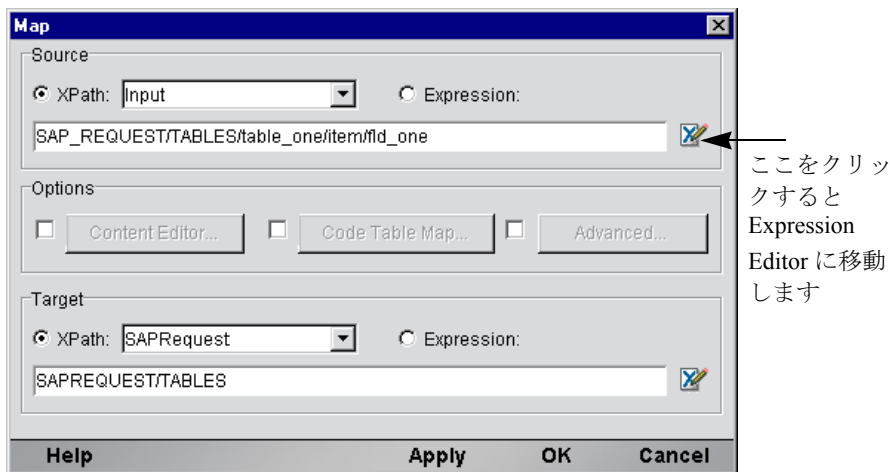 Map
Source
XPath: Input Expression:
SAP_REQUEST/TABLES/table_one/item/fld_one
Options
Content Editor... Code Table Map... Advanced...
Target
XPath: SAPRequest Expression:
SAPREQUEST/TABLES
Help Apply OK Cancel
ここをクリッ
クすると
Expression
Editor に移動
します